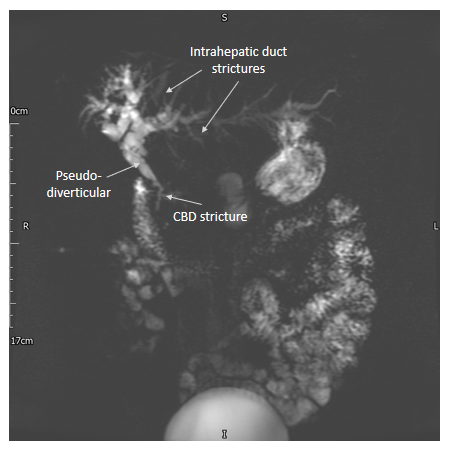 S
Intrahepatic duct
strictures
0cm
Pseudo-
diverticular
CBD stricture
R
L
17cm
I